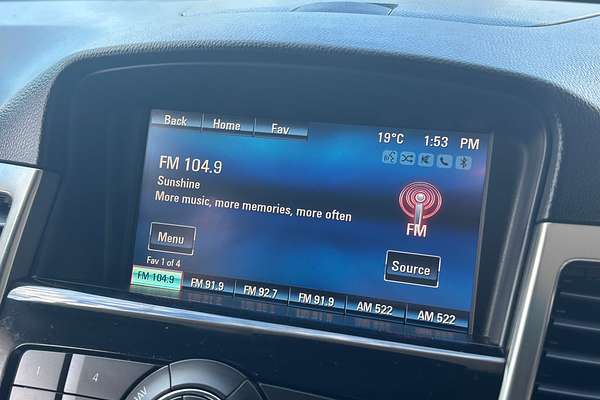 Back Home Fav
19°C 1:53 PM
FM 104.9
Sunshine
More music, more memories, more often
FM
Menu
Source
Fav 1 of 4
FM 104.9 FM 91.9 FM 92.7 FM 91.9 AM 522 AM 522
1 4
NAV